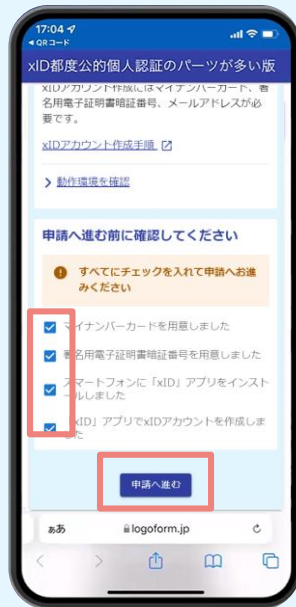 17:04
◀ QRコード
xID都度公的個人認証のパーツが多い版
xIDアカウント作成にはマイナンバーカード、署
名用電子証明書暗証番号、メールアドレスが必
要です。
xIDアカウント作成手順
動作環境を確認
申請へ進む前に確認してください
すべてにチェックを入れて申請へお進
みください
マイナンバーカードを用意しました
署名用電子証明書暗証番号を用意しました
スマートフォンに「xID」アプリをインスト
ールしました
「xID」アプリでxIDアカウントを作成しま
した
申請へ進む
ああ
logoform.jp